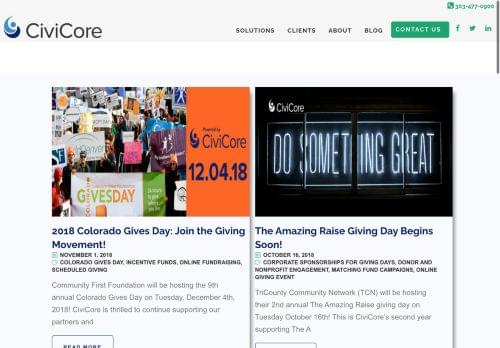 303-477-0900
CiviCore
SOLUTIONS CLIENTS ABOUT BLOG CONTACT US
Powered by
CiviCore
12.04.18
GIVESDAY
CiviCore
DO SOMETHING GREAT
2018 Colorado Gives Day: Join the Giving
Movement!
NOVEMBER 1, 2018
COLORADO GIVES DAY, INCENTIVE FUNDS, ONLINE FUNDRAISING,
SCHEDULED GIVING
Community First Foundation will be hosting the 9th
annual Colorado Gives Day on Tuesday, December 4th,
2018! CiviCore is thrilled to continue supporting our
partners and
READ MORE
The Amazing Raise Giving Day Begins
Soon!
OCTOBER 16, 2018
CORPORATE SPONSORSHIPS FOR GIVING DAYS, DONOR AND
NONPROFIT ENGAGEMENT, MATCHING FUND CAMPAIGNS, ONLINE
GIVING EVENT
TriCounty Community Network (TCN) will be hosting
their 2nd annual The Amazing Raise giving day on
Tuesday October 16th! This is CiviCore's second year
supporting The A